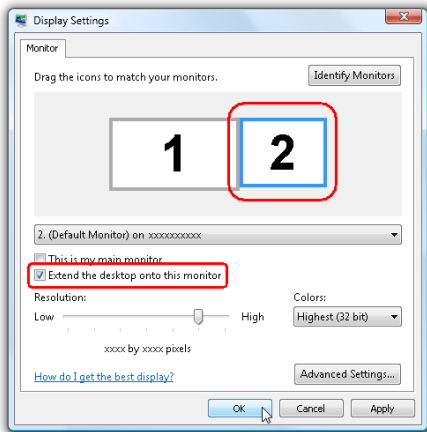 Display Settings
Monitor
Drag the icons to match your monitors.
Identify Monitors
1
2
2. (Default Monitor) on xxxxxxxxxx
This is my main monitor
Extend the desktop onto this monitor
Resolution:
Colors:
Low
High
Highest (32 bit)
xxxx by xxxx pixels
How do I get the best display?
Advanced Settings...
OK
Cancel
Apply